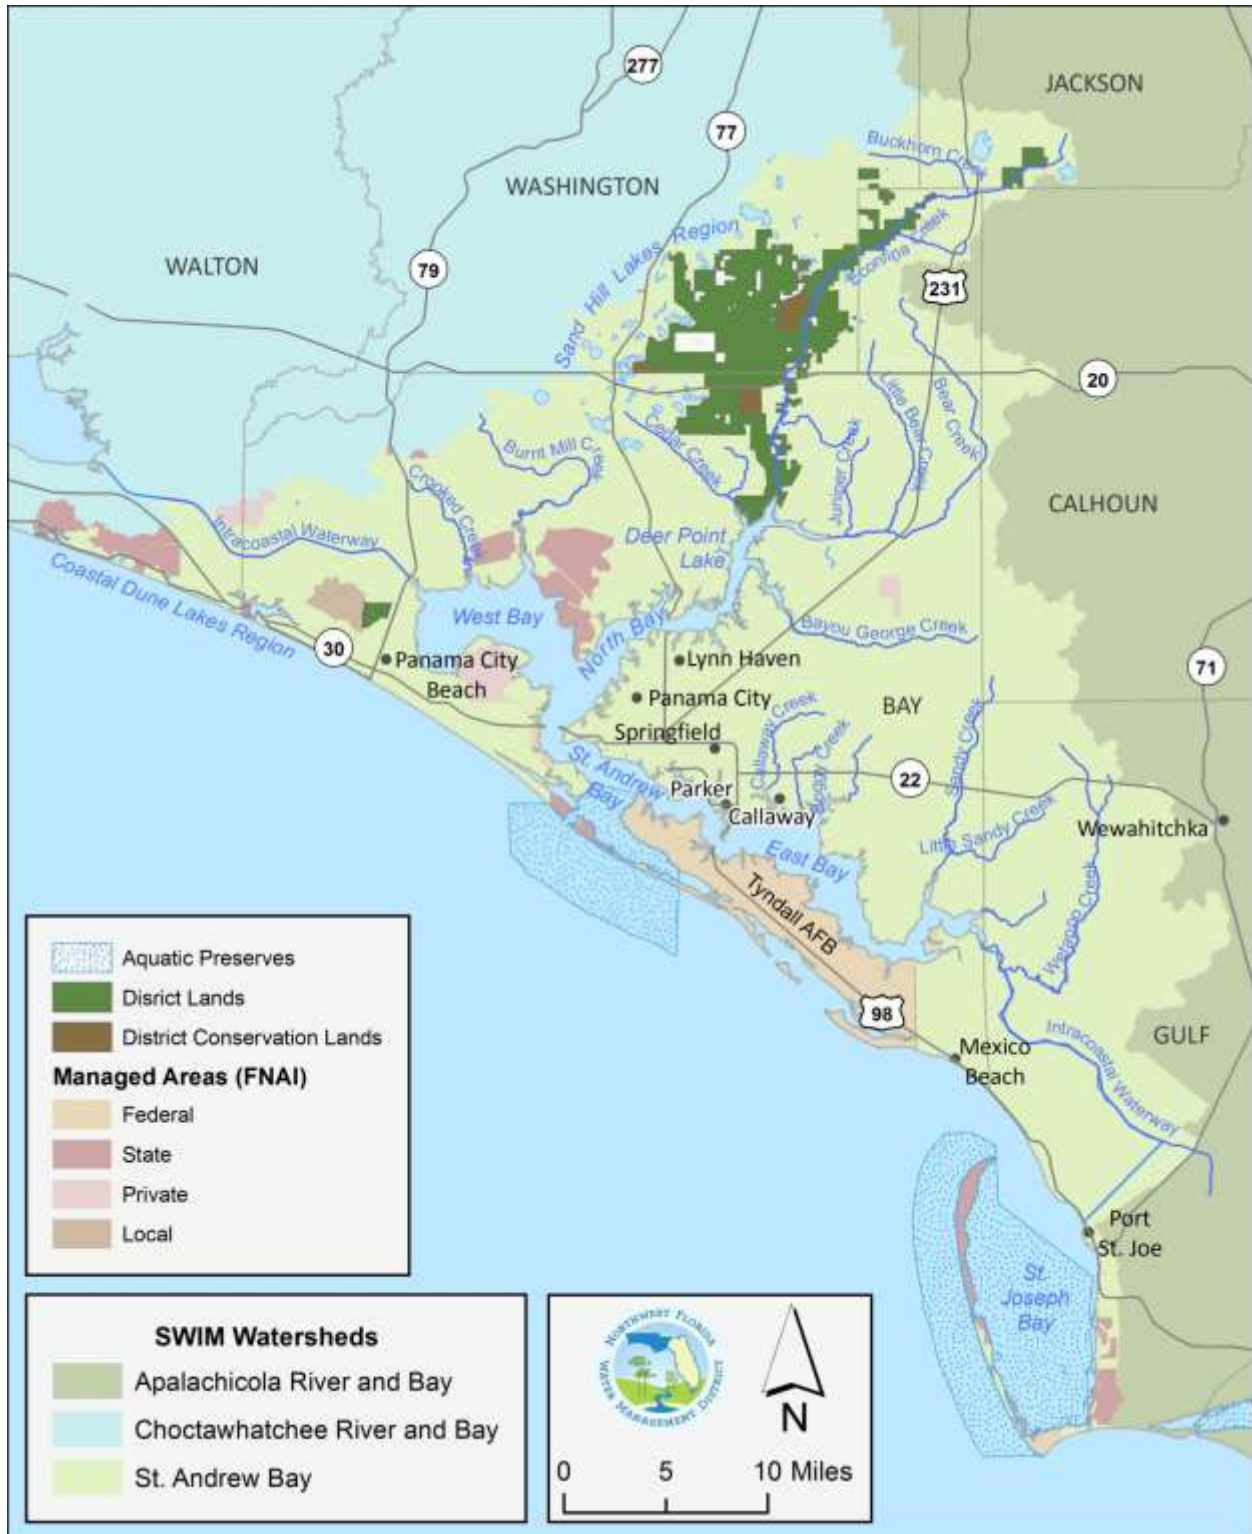 JACKSON
277
77
Buckhorn Creek
WASHINGTON
Sand Hill Lakes Region
Econfina Creek
WALTON
79
231
20
Little Bear Creek
Bear Creek
Cedar Creek
Burnt Mill Creek
Juniper Creek
Crooked Creek
CALHOUN
Intracoastal Waterway
Deer Point
Lake
Coastal Dune Lakes Region
West Bay
North Bay
Bayou George Creek
30
Panama City
Beach
Lynn Haven
71
Panama City
BAY
Springfield
Callaway Creek
Boggy Creek
Sandy Creek
St. Andrew
Bay
22
Parker
Callaway
Little Sandy Creek
Wewahitchka
East Bay
Tyndall AFB
Wetappo Creek
98
GULF
Mexico
Beach
Intracoastal Waterway
Port
St. Joe
St.
Joseph
Bay
Aquatic Preserves
Disrict Lands
District Conservation Lands
Managed Areas (FNAI)
Federal
State
Private
Local
SWIM Watersheds
Apalachicola River and Bay
Choctawhatchee River and Bay
St. Andrew Bay
NORTHWEST FLORIDA
WATER MANAGEMENT DISTRICT
N
0 5 10 Miles